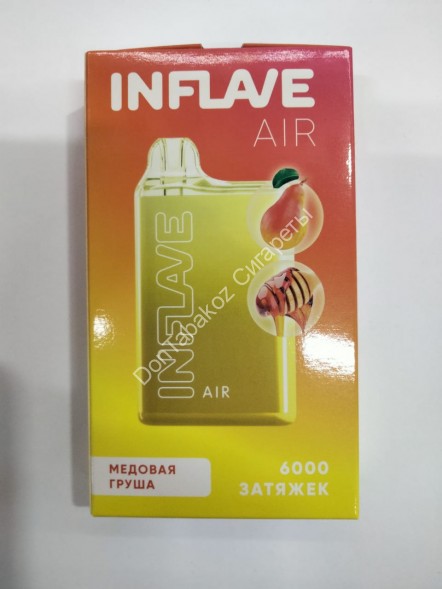 INFLAVE
AIR
INFLAVE
AIR
DonTabakoz Сигареты
МЕДОВАЯ
ГРУША
6000
ЗАТЯЖЕК